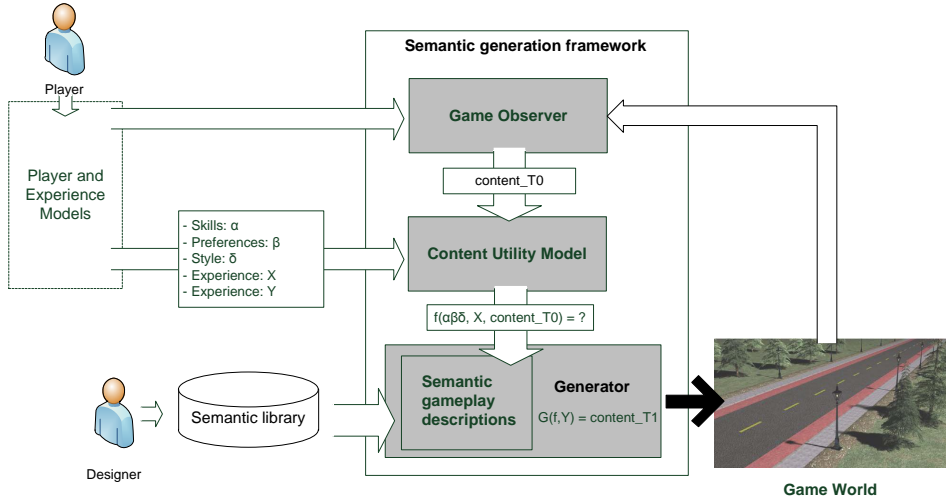 Semantic generation framework
Player
Game Observer
Player and
Experience
Models
content_T0
- Skills: α
- Preferences: β
- Style: δ
- Experience: X
- Experience: Y
Content Utility Model
f(αβδ, X, content_T0) = ?
Semantic
gameplay
descriptions
Generator
G(f,Y) = content_T1
Semantic library
Designer
Game World